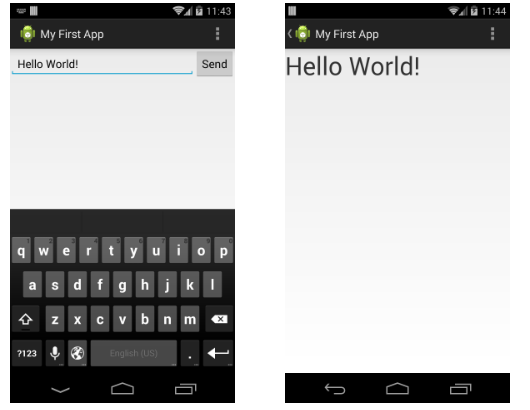 11:43
My First App
Hello World!
Send
q w e r t y u i o p
a s d f g h j k l
z x c v b n m
?123 English (US) .
11:44
My First App
Hello World!